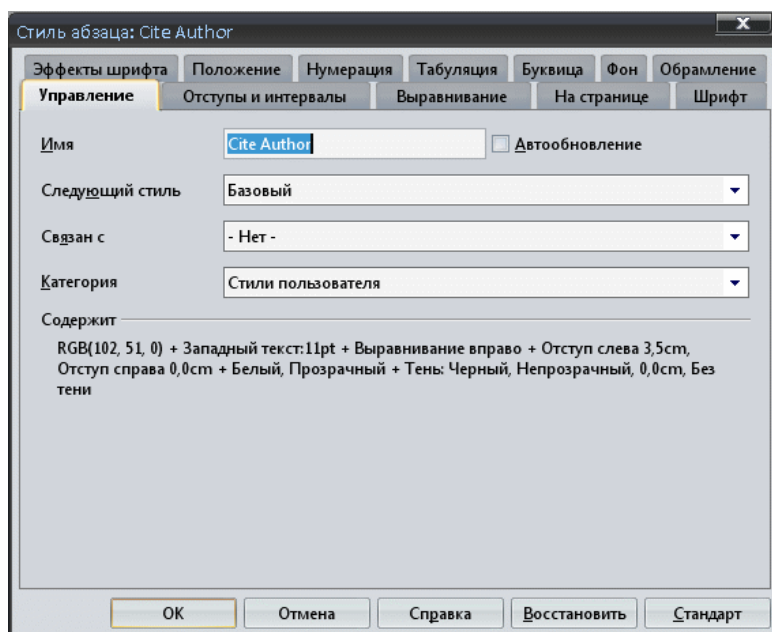 Стиль абзаца: Cite Author
x
Эффекты шрифта Положение Нумерация Табуляция Буквица Фон Обрамление
Управление Отступы и интервалы Выравнивание На странице Шрифт
Имя Cite Author Автообновление
Следующий стиль Базовый
Связан с - Нет -
Категория Стили пользователя
Содержит
RGB(102, 51, 0) + Западный текст:11pt + Выравнивание вправо + Отступ слева 3,5cm,
Отступ справа 0,0cm + Белый, Прозрачный + Тень: Черный, Непрозрачный, 0,0cm, Без
тени
ОК Отмена Справка Восстановить Стандарт